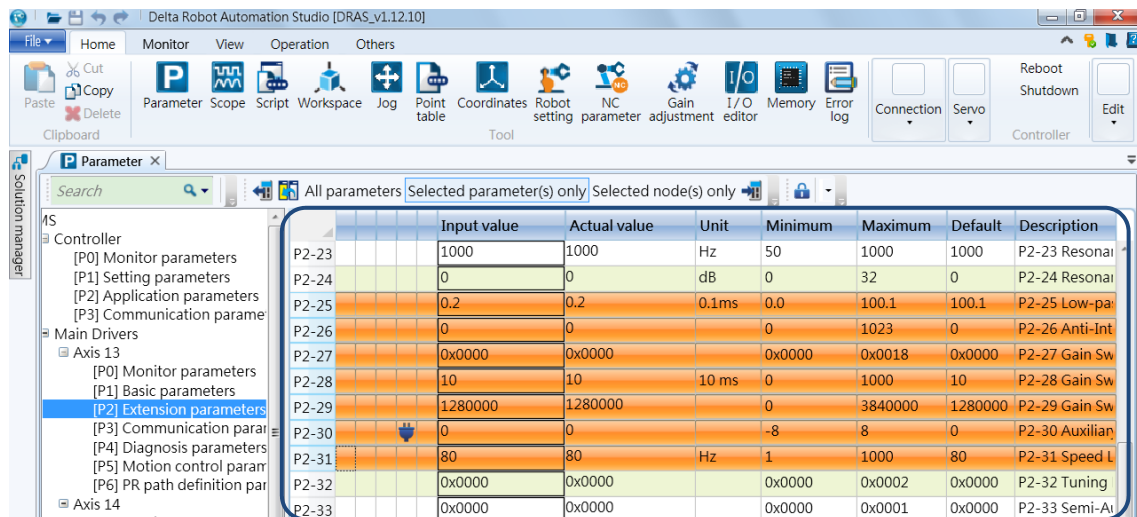 Delta Robot Automation Studio [DRAS_v1.12.10]
File Home Monitor View Operation Others
Paste Cut Copy Delete
Clipboard
Parameter Scope Script Workspace Jog Point table Coordinates Robot setting NC parameter Gain adjustment I/O editor Memory Error log
Tool
Connection Servo
Reboot
Shutdown
Controller
Edit
Solution manager
Parameter
Search All parameters Selected parameter(s) only Selected node(s) only
Controller
[P0] Monitor parameters
[P1] Setting parameters
[P2] Application parameters
[P3] Communication parame
Main Drivers
Axis 13
[P0] Monitor parameters
[P1] Basic parameters
[P2] Extension parameters
[P3] Communication parar
[P4] Diagnosis parameters
[P5] Motion control param
[P6] PR path definition par
Axis 14
Input value Actual value Unit Minimum Maximum Default Description
P2-23 1000 1000 Hz 50 1000 1000 P2-23 Resonar
P2-24 0 0 dB 0 32 0 P2-24 Resonar
P2-25 0.2 0.2 0.1ms 0.0 100.1 100.1 P2-25 Low-pas
P2-26 0 0 0 1023 0 P2-26 Anti-Int
P2-27 0x0000 0x0000 0x0000 0x0018 0x0000 P2-27 Gain Sw
P2-28 10 10 10 ms 0 1000 10 P2-28 Gain Sw
P2-29 1280000 1280000 0 3840000 1280000 P2-29 Gain Sw
P2-30 0 0 -8 8 0 P2-30 Auxiliar
P2-31 80 80 Hz 1 1000 80 P2-31 Speed L
P2-32 0x0000 0x0000 0x0000 0x0002 0x0000 P2-32 Tuning
P2-33 0x0000 0x0000 0x0000 0x0001 0x0000 P2-33 Semi-Au